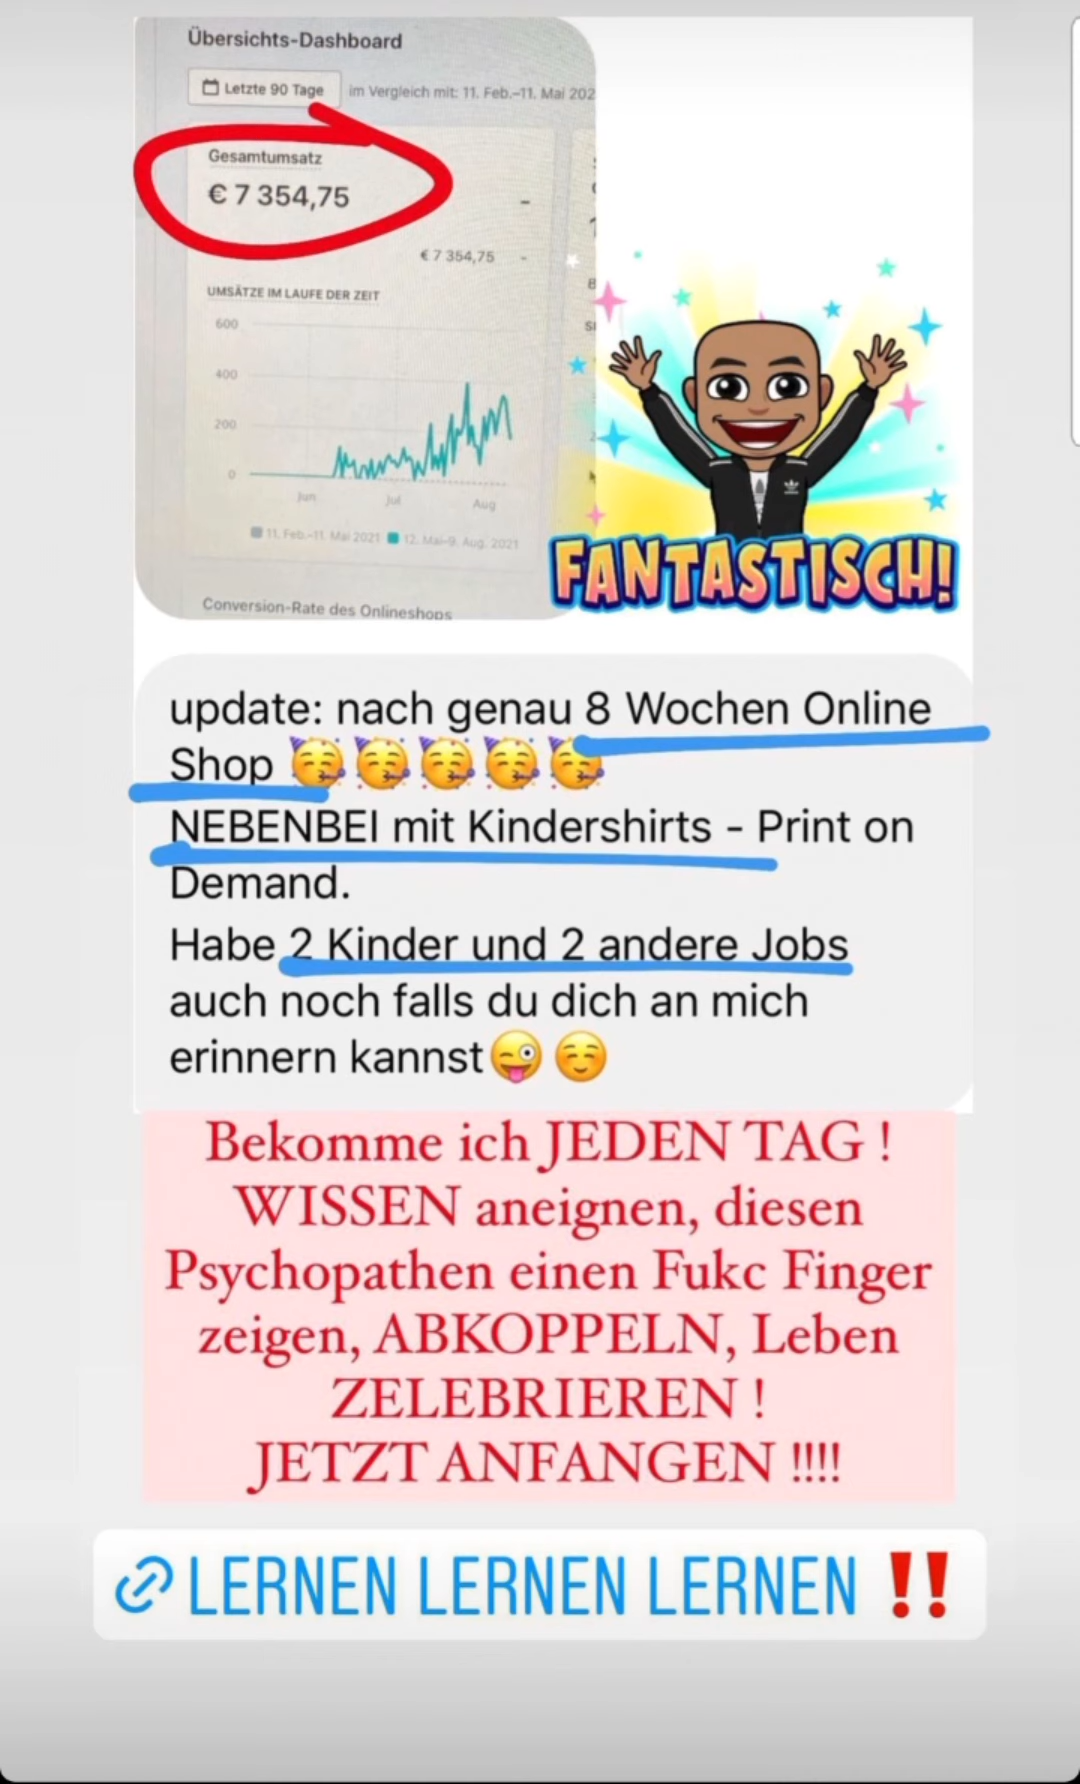 Übersichts-Dashboard
Letzte 90 Tage im Vergleich mit: 11. Feb.–11. Mai 202
Gesamtumsatz
€ 7 354,75
-
€ 7 354,75 -
UMSÄTZE IM LAUFE DER ZEIT
600
400
200
0
Jun Jul Aug
11. Feb.–11. Mai 2021 12. Mai–9. Aug. 2021
Conversion-Rate des Onlineshops
FANTASTISCH!
update: nach genau 8 Wochen Online
Shop 🥳🥳🥳🥳🥳
NEBENBEI mit Kindershirts - Print on
Demand.
Habe 2 Kinder und 2 andere Jobs
auch noch falls du dich an mich
erinnern kannst😜☺️
Bekomme ich JEDEN TAG !
WISSEN aneignen, diesen
Psychopathen einen Fukc Finger
zeigen, ABKOPPELN, Leben
ZELEBRIEREN !
JETZT ANFANGEN !!!!
LERNEN LERNEN LERNEN ‼️